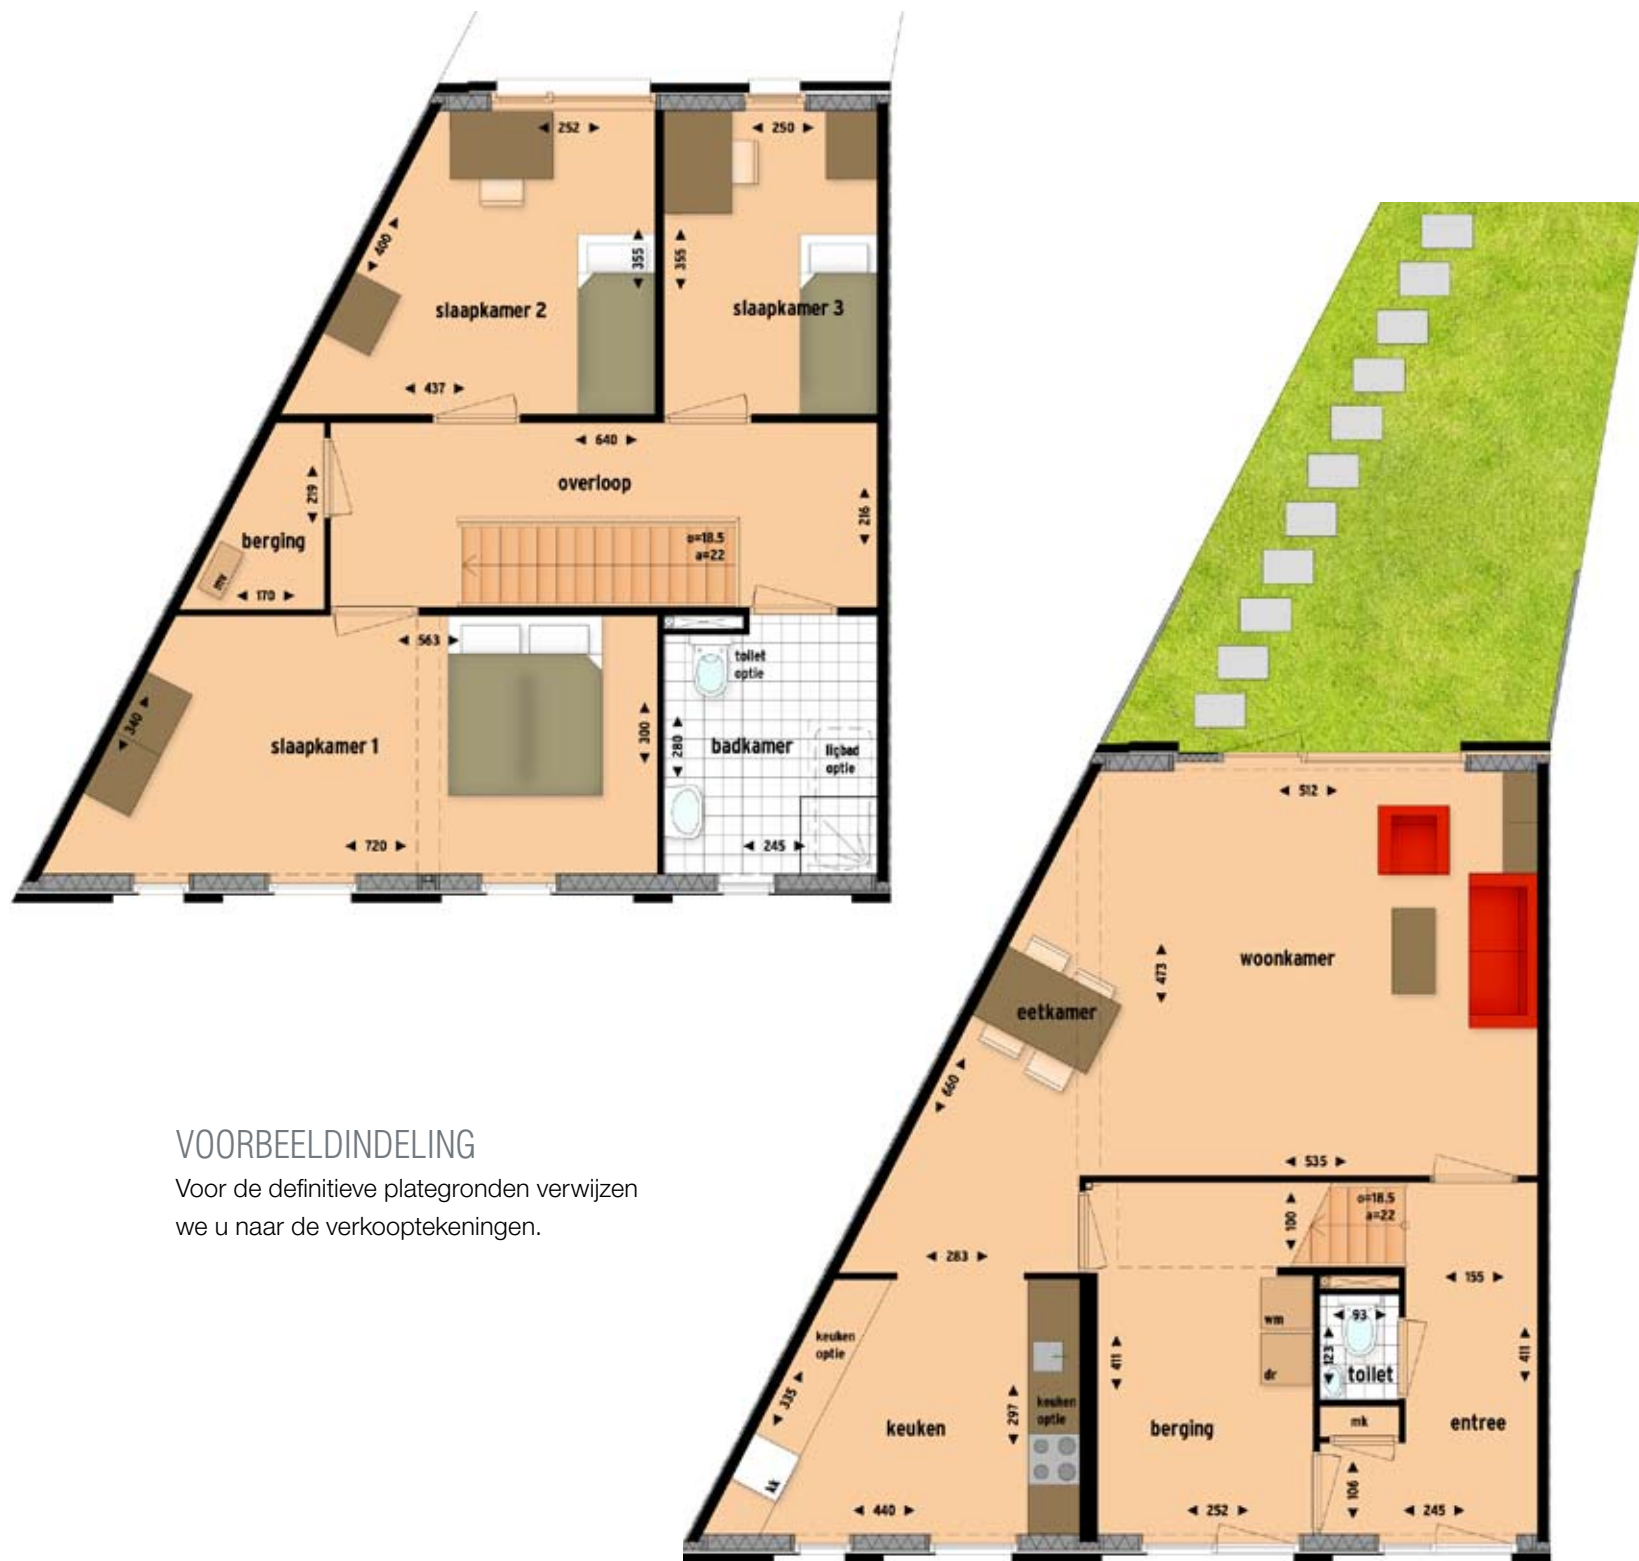 252
250
400
355
355
slaapkamer 2
slaapkamer 3
437
640
overloop
219
216
berging
o=18.5
a=22
mv
170
563
toilet
optie
340
slaapkamer 1
300
280
badkamer
ligbad
optie
720
245
512
woonkamer
473
eetkamer
660
535
VOORBEELDINDELING
Voor de definitieve plategronden verwijzen
we u naar de verkooptekeningen.
100
o=18.5
a=22
283
155
keuken
optie
wm
93
411
123
411
dr
toilet
335
297
keuken
optie
keuken
berging
mk
entree
kk
106
440
252
245